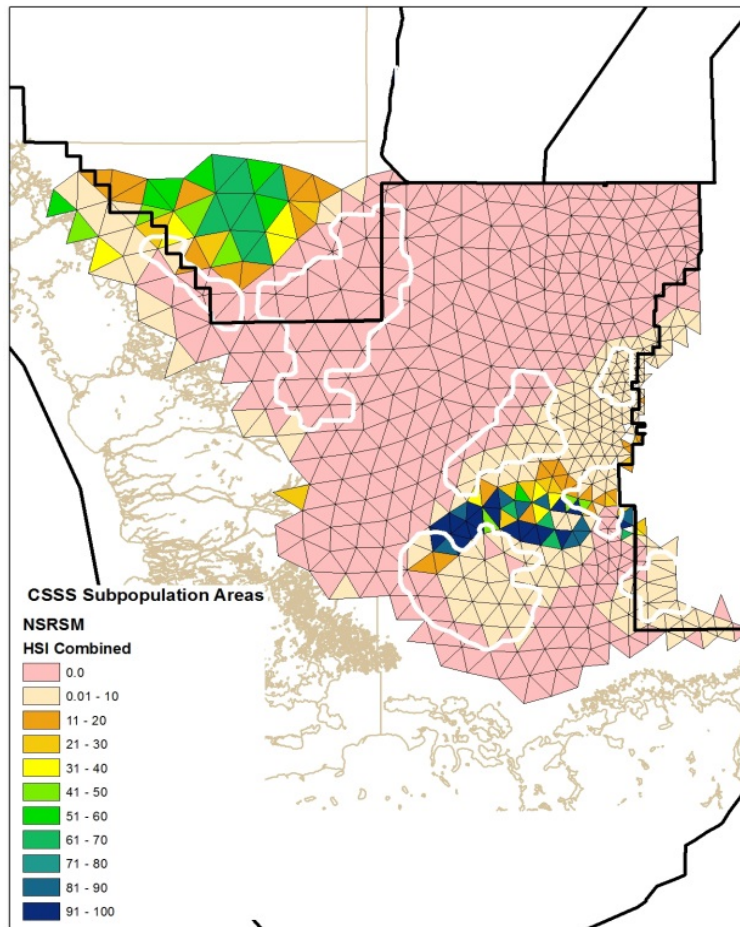 CSSS Subpopulation Areas
NSRSM
HSI Combined
0.0
0.01 - 10
11 - 20
21 - 30
31 - 40
41 - 50
51 - 60
61 - 70
71 - 80
81 - 90
91 - 100